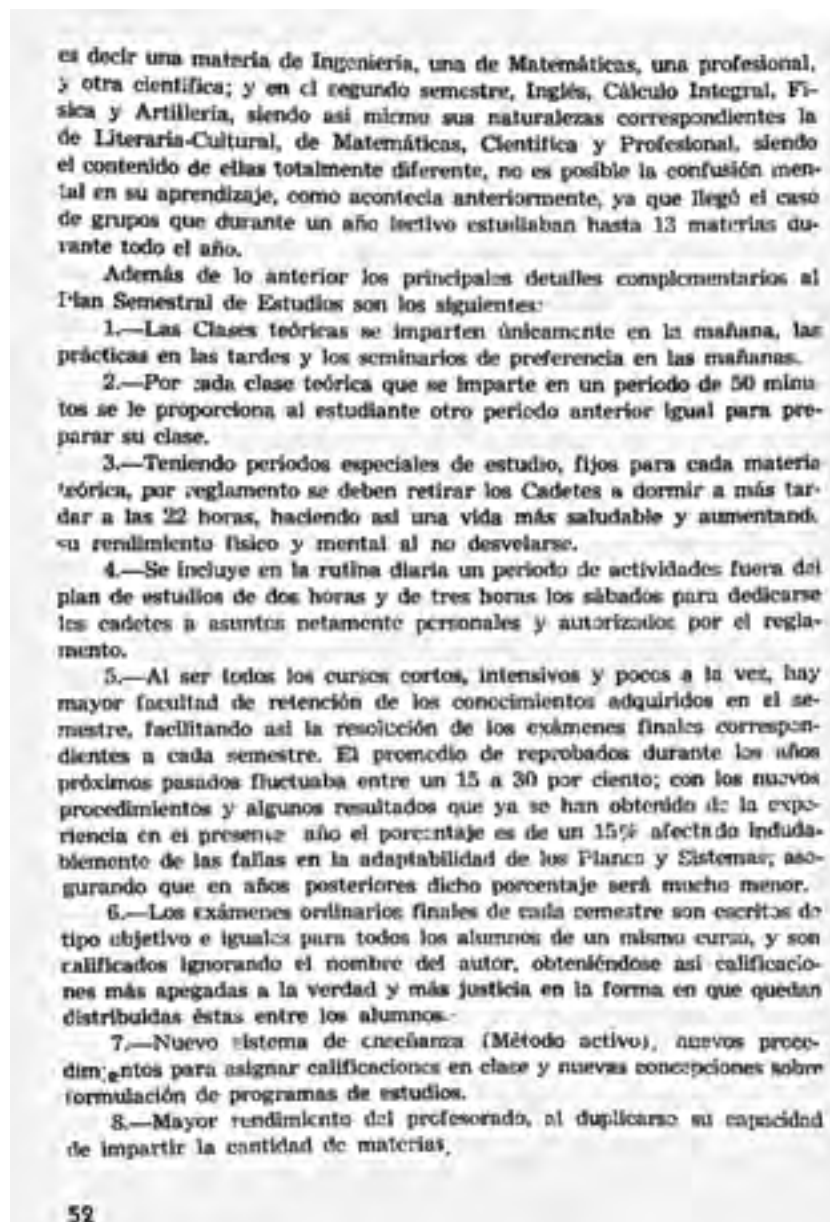 es decir una materia de Ingeniería, una de Matemáticas, una profesional,
y otra científica; y en el segundo semestre, Inglés, Cálculo Integral, Fí-
sica y Artillería, siendo así mismo sus naturalezas correspondientes la
de Literaria-Cultural, de Matemáticas, Científica y Profesional, siendo
el contenido de ellas totalmente diferente, no es posible la confusión men-
tal en su aprendizaje, como acontecía anteriormente, ya que llegó el caso
de grupos que durante un año lectivo estudiaban hasta 13 materias du-
rante todo el año.
Además de lo anterior los principales detalles complementarios al
Plan Semestral de Estudios son los siguientes:
1.—Las Clases teóricas se imparten únicamente en la mañana, las
prácticas en las tardes y los seminarios de preferencia en las mañanas.
2.—Por cada clase teórica que se imparte en un período de 50 minu
tos se le proporciona al estudiante otro período anterior igual para pre-
parar su clase.
3.—Teniendo períodos especiales de estudio, fijos para cada materia
teórica, por reglamento se deben retirar los Cadetes a dormir a más tar-
dar a las 22 horas, haciendo así una vida más saludable y aumentando
su rendimiento físico y mental al no desvelarse.
4.—Se incluye en la rutina diaria un período de actividades fuera del
plan de estudios de dos horas y de tres horas los sábados para dedicarse
los cadetes a asuntos netamente personales y autorizados por el regla-
mento.
5.—Al ser todos los cursos cortos, intensivos y pocos a la vez, hay
mayor facultad de retención de los conocimientos adquiridos en el se-
mestre, facilitando así la resolución de los exámenes finales correspon-
dientes a cada semestre. El promedio de reprobados durante los años
próximos pasados fluctuaba entre un 15 a 30 por ciento; con los nuevos
procedimientos y algunos resultados que ya se han obtenido de la expe-
riencia en el presente año el porcentaje es de un 15% afectado induda-
blemente de las fallas en la adaptabilidad de los Planes y Sistemas; ase-
gurando que en años posteriores dicho porcentaje será mucho menor.
6.—Los exámenes ordinarios finales de cada semestre son escritos de
tipo objetivo e iguales para todos los alumnos de un mismo curso, y son
calificados ignorando el nombre del autor, obteniéndose así calificacio-
nes más apegadas a la verdad y más justicia en la forma en que quedan
distribuidas éstas entre los alumnos.
7.—Nuevo sistema de enseñanza (Método activo), nuevos proce-
dimientos para asignar calificaciones en clase y nuevas concepciones sobre
formulación de programas de estudios.
8.—Mayor rendimiento del profesorado, al duplicarse su capacidad
de impartir la cantidad de materias.
52